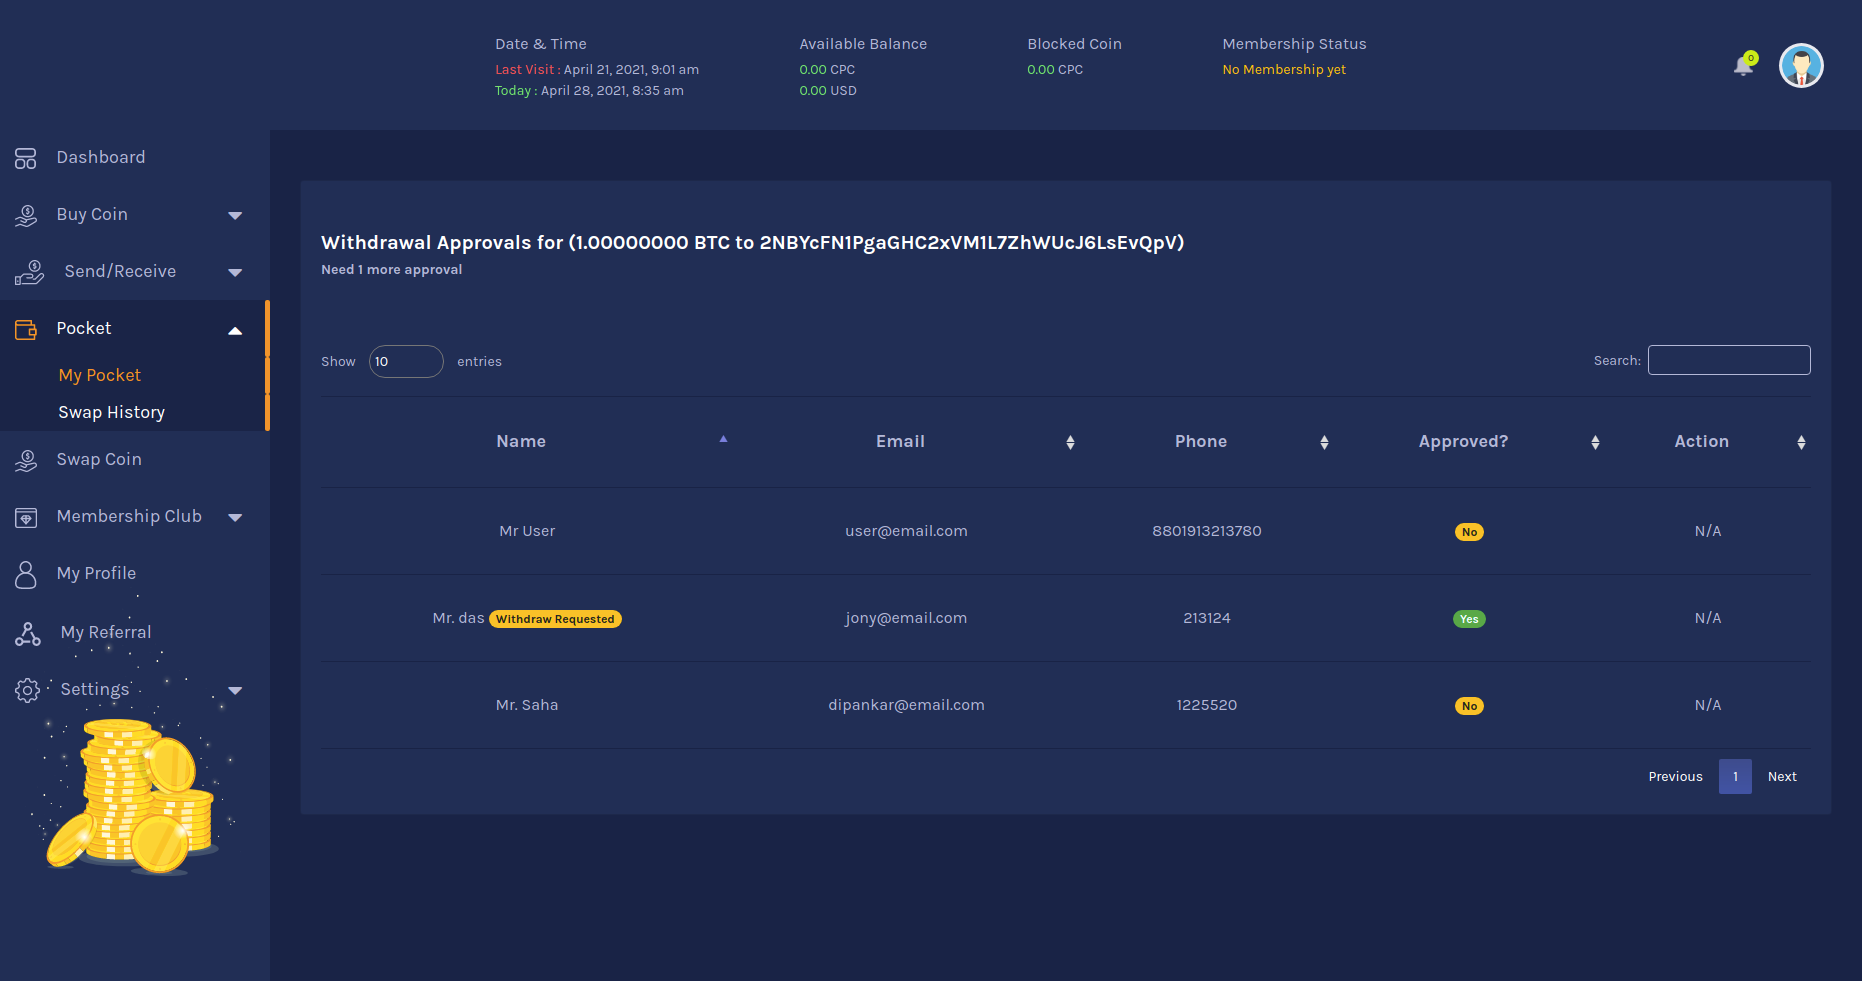 Date & Time
Last Visit : April 21, 2021, 9:01 am
Today : April 28, 2021, 8:35 am
Available Balance
0.00 CPC
0.00 USD
Blocked Coin
0.00 CPC
Membership Status
No Membership yet
0
Dashboard
Buy Coin
Send/Receive
Pocket
My Pocket
Swap History
Swap Coin
Membership Club
My Profile
My Referral
Settings
Withdrawal Approvals for (1.00000000 BTC to 2NBYcFN1PgaGHC2xVM1L7ZhWUcJ6LsEvQpV)
Need 1 more approval
Show 10 entries
Search:
Name Email Phone Approved? Action
Mr User user@email.com 8801913213780 No N/A
Mr. das Withdraw Requested jony@email.com 213124 Yes N/A
Mr. Saha dipankar@email.com 1225520 No N/A
Previous 1 Next